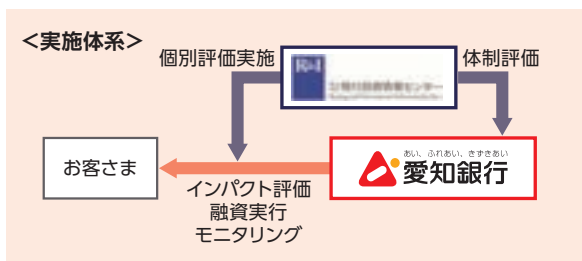 <実施体系>
個別評価実施
R&I
体制評価
お客さま
あい、ふれあい、きずきあい
愛知銀行
インパクト評価
融資実行
モニタリング